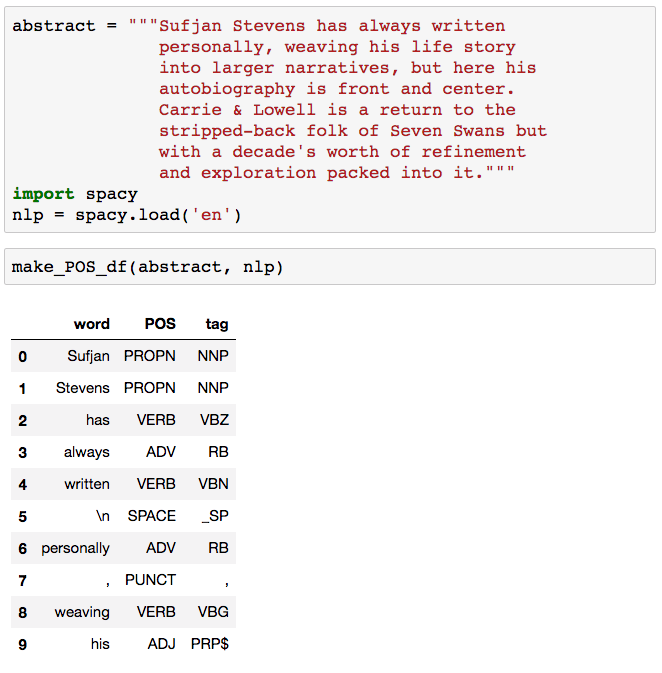 abstract = """Sufjan Stevens has always written
personally, weaving his life story
into larger narratives, but here his
autobiography is front and center.
Carrie & Lowell is a return to the
stripped-back folk of Seven Swans but
with a decade's worth of refinement
and exploration packed into it."""
import spacy
nlp = spacy.load('en')
make_POS_df(abstract, nlp)
word POS tag
0 Sufjan PROPN NNP
1 Stevens PROPN NNP
2 has VERB VBZ
3 always ADV RB
4 written VERB VBN
5 \n SPACE _SP
6 personally ADV RB
7 , PUNCT ,
8 weaving VERB VBG
9 his ADJ PRP$